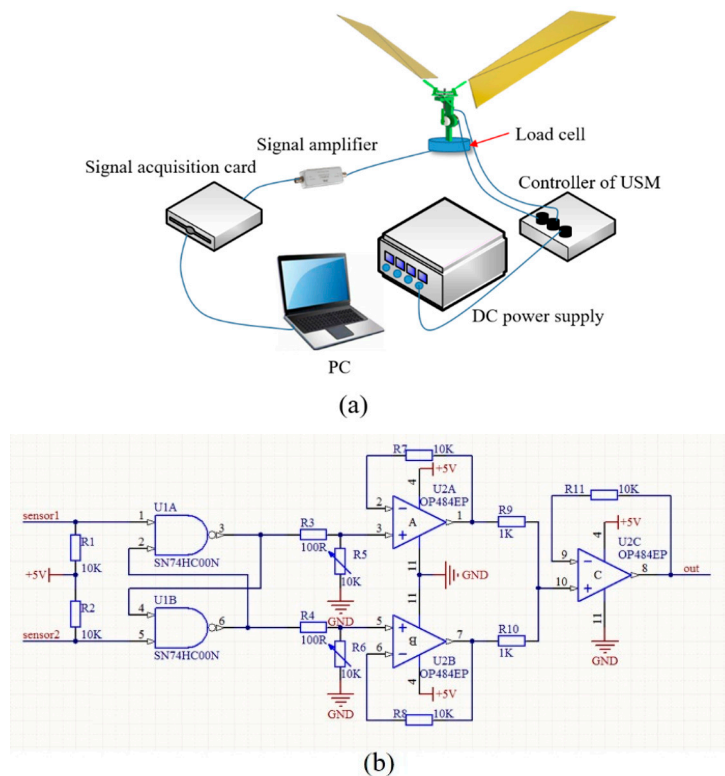 Signal amplifier
Load cell
Signal acquisition card
Controller of USM
DC power supply
PC
(a)
R7 10K
+5V
4
U2A
OP484EP
2
A
1
3
11
GND
sensor1
1
U1A
3
2
SN74HC00N
R1
10K
+5V
R2
10K
sensor2
4
U1B
6
5
SN74HC00N
R3
100R
R5
10K
GND
R4
100R
R6
10K
GND
11
5
B
7
6
U2B
OP484EP
4
+5V
R8 10K
R9
1K
R10
1K
R11 10K
+5V
4
U2C
OP484EP
9
C
8
out
10
11
GND
(b)